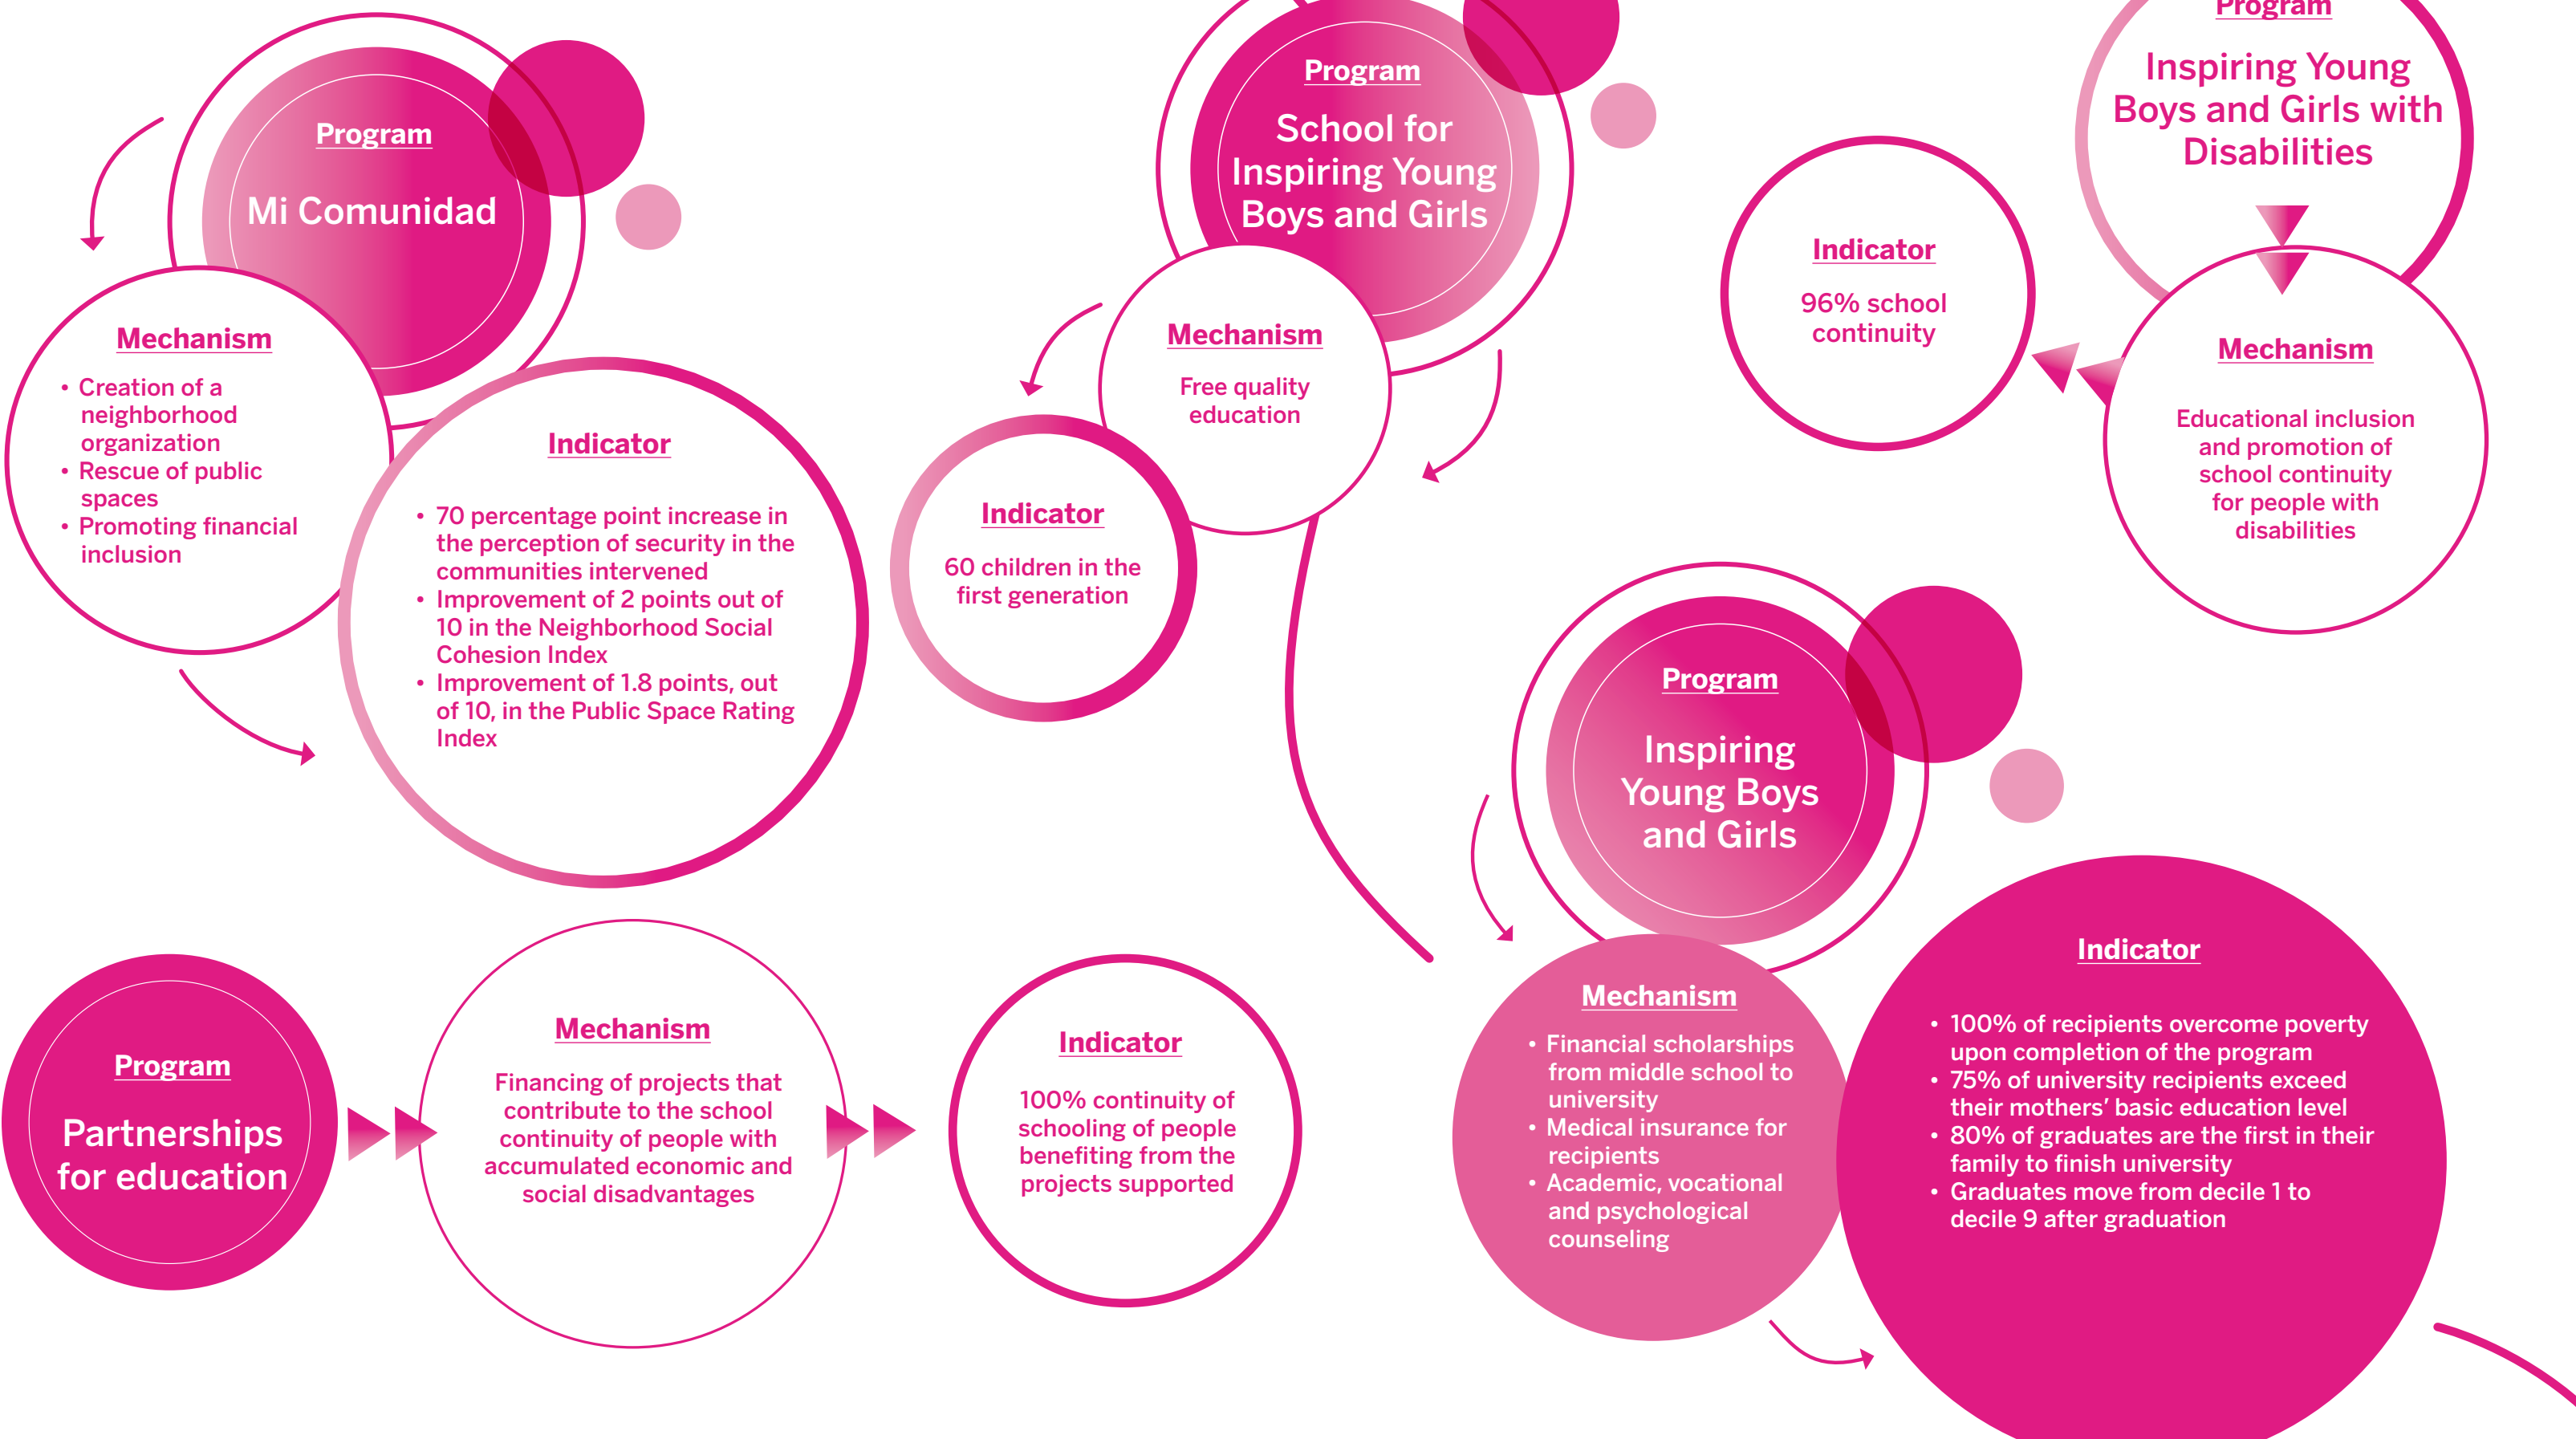 Program
Mi Comunidad
Mechanism
• Creation of a
neighborhood
organization
• Rescue of public
spaces
• Promoting financial
inclusion
Indicator
• 70 percentage point increase in
the perception of security in the
communities intervened
• Improvement of 2 points out of
10 in the Neighborhood Social
Cohesion Index
• Improvement of 1.8 points, out
of 10, in the Public Space Rating
Index
Program
School for
Inspiring Young
Boys and Girls
Mechanism
Free quality
education
Indicator
60 children in the
first generation
Program
Inspiring Young
Boys and Girls with
Disabilities
Mechanism
Educational inclusion
and promotion of
school continuity
for people with
disabilities
Indicator
96% school
continuity
Program
Inspiring
Young Boys
and Girls
Mechanism
• Financial scholarships
from middle school to
university
• Medical insurance for
recipients
• Academic, vocational
and psychological
counseling
Indicator
• 100% of recipients overcome poverty
upon completion of the program
• 75% of university recipients exceed
their mothers’ basic education level
• 80% of graduates are the first in their
family to finish university
• Graduates move from decile 1 to
decile 9 after graduation
Program
Partnerships
for education
Mechanism
Financing of projects that
contribute to the school
continuity of people with
accumulated economic and
social disadvantages
Indicator
100% continuity of
schooling of people
benefiting from the
projects supported